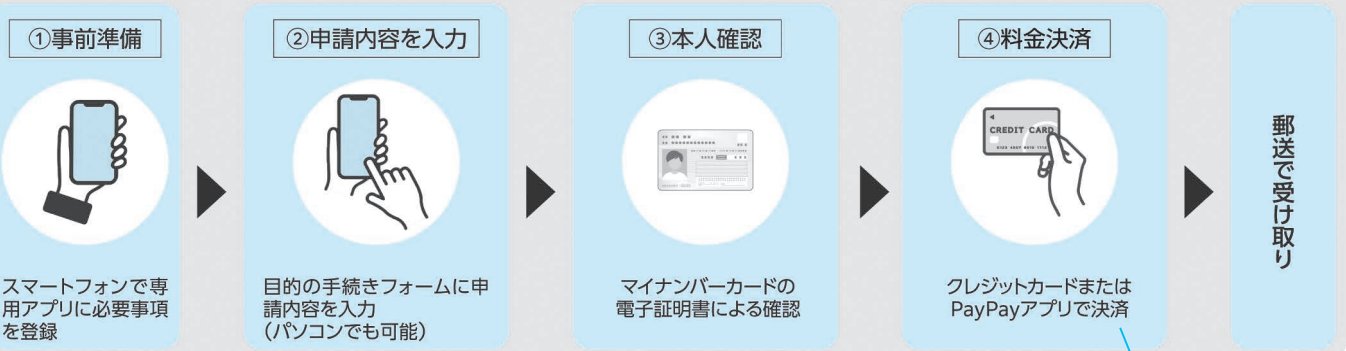 ①事前準備
スマートフォンで専
用アプリに必要事項
を登録
②申請内容を入力
目的の手続きフォームに申
請内容を入力
（パソコンでも可能）
③本人確認
マイナンバーカードの
電子証明書による確認
④料金決済
CREDIT CARD
クレジットカードまたは
PayPayアプリで決済
郵送で受け取り